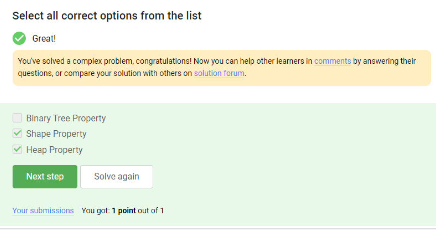 Select all correct options from the list
Great!
You've solved a complex problem, congratulations! Now you can help other learners in comments by answering their
questions, or compare your solution with others on solution forum.
Binary Tree Property
Shape Property
Heap Property
Next step Solve again
Your submissions You got: 1 point out of 1